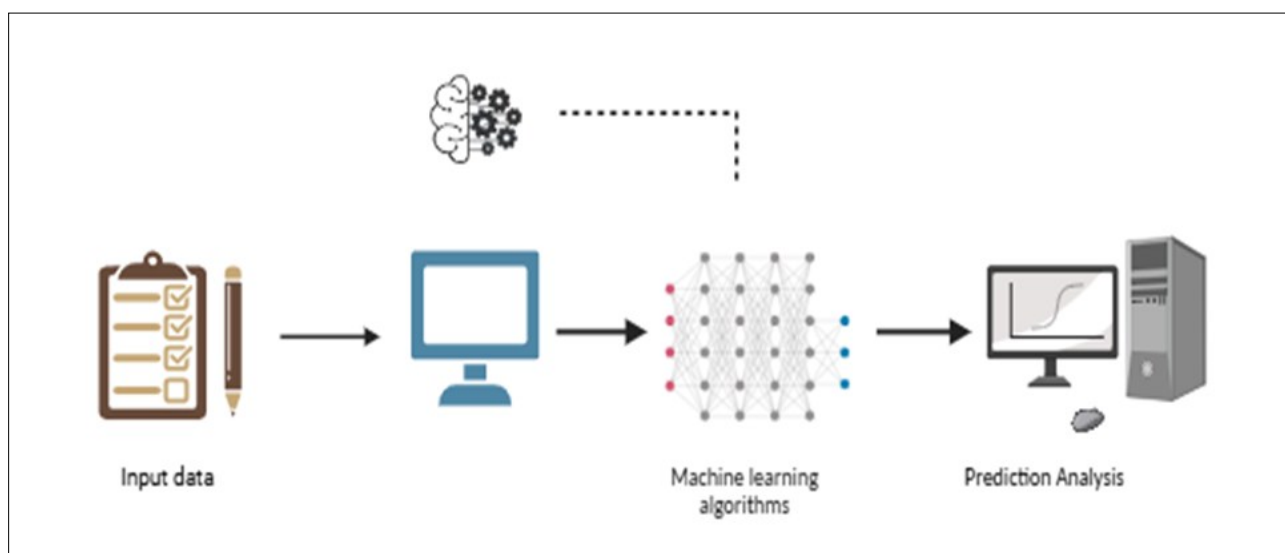 Input data
Machine learning
algorithms
Prediction Analysis